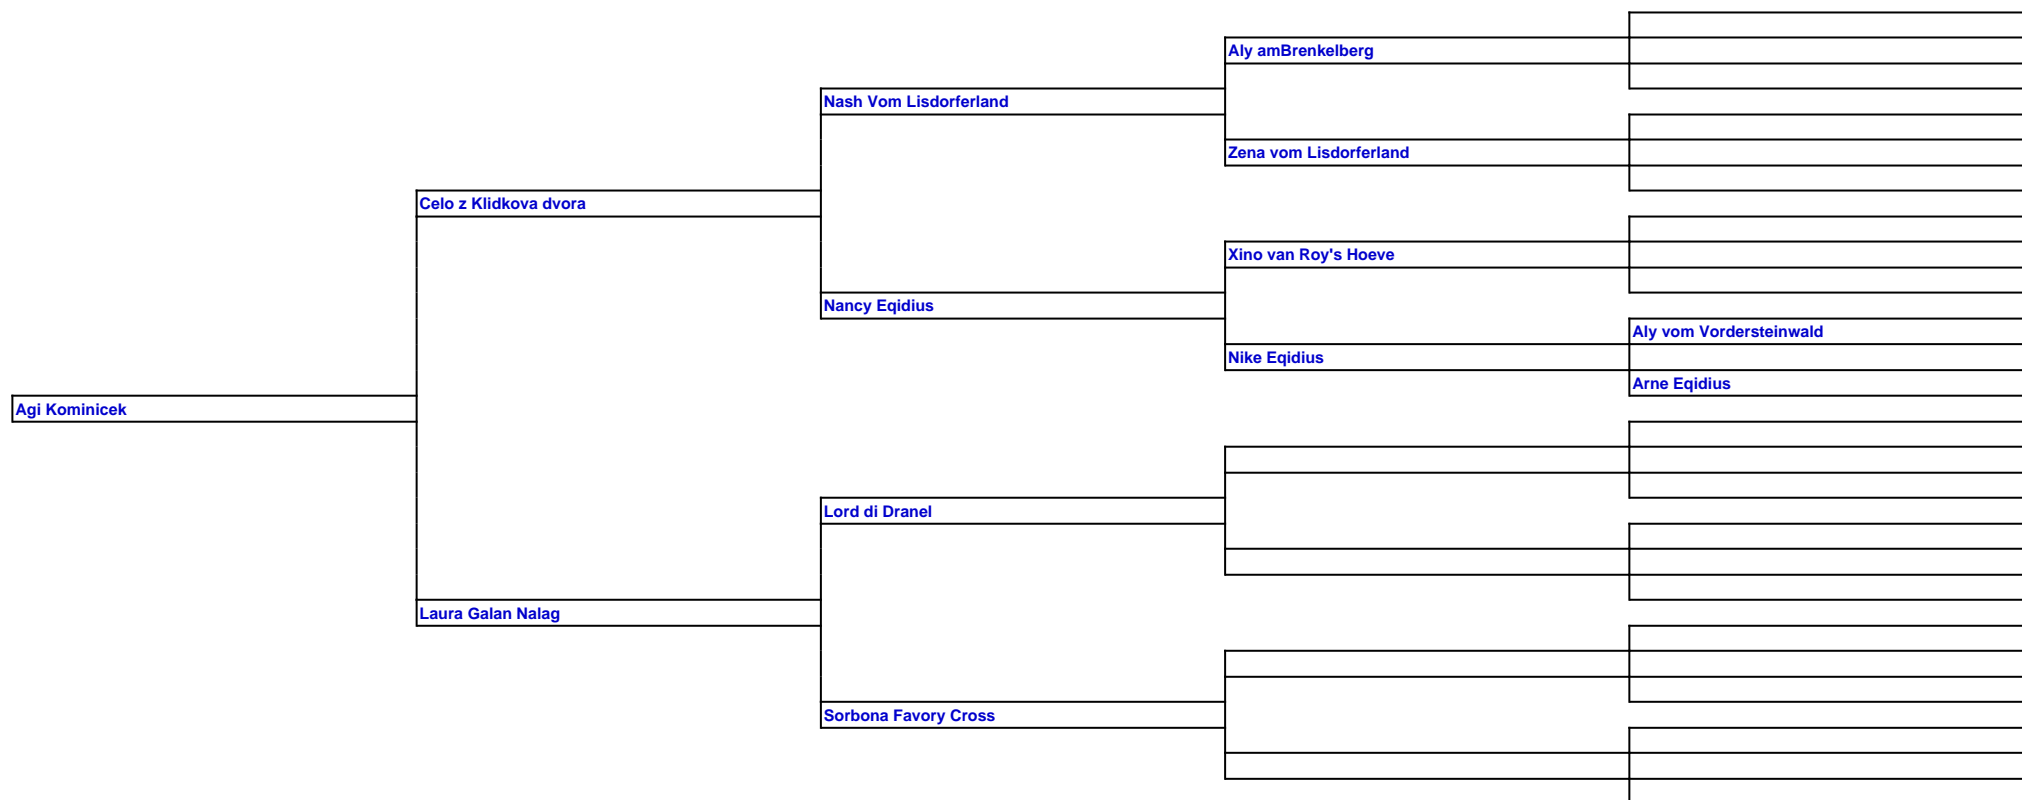 Aly amBrenkelberg
Nash Vom Lisdorferland
Zena vom Lisdorferland
Celo z Klidkova dvora
Xino van Roy's Hoeve
Nancy Eqidius
Aly vom Vordersteinwald
Nike Eqidius
Arne Eqidius
Agi Kominicek
Lord di Dranel
Laura Galan Nalag
Sorbona Favory Cross